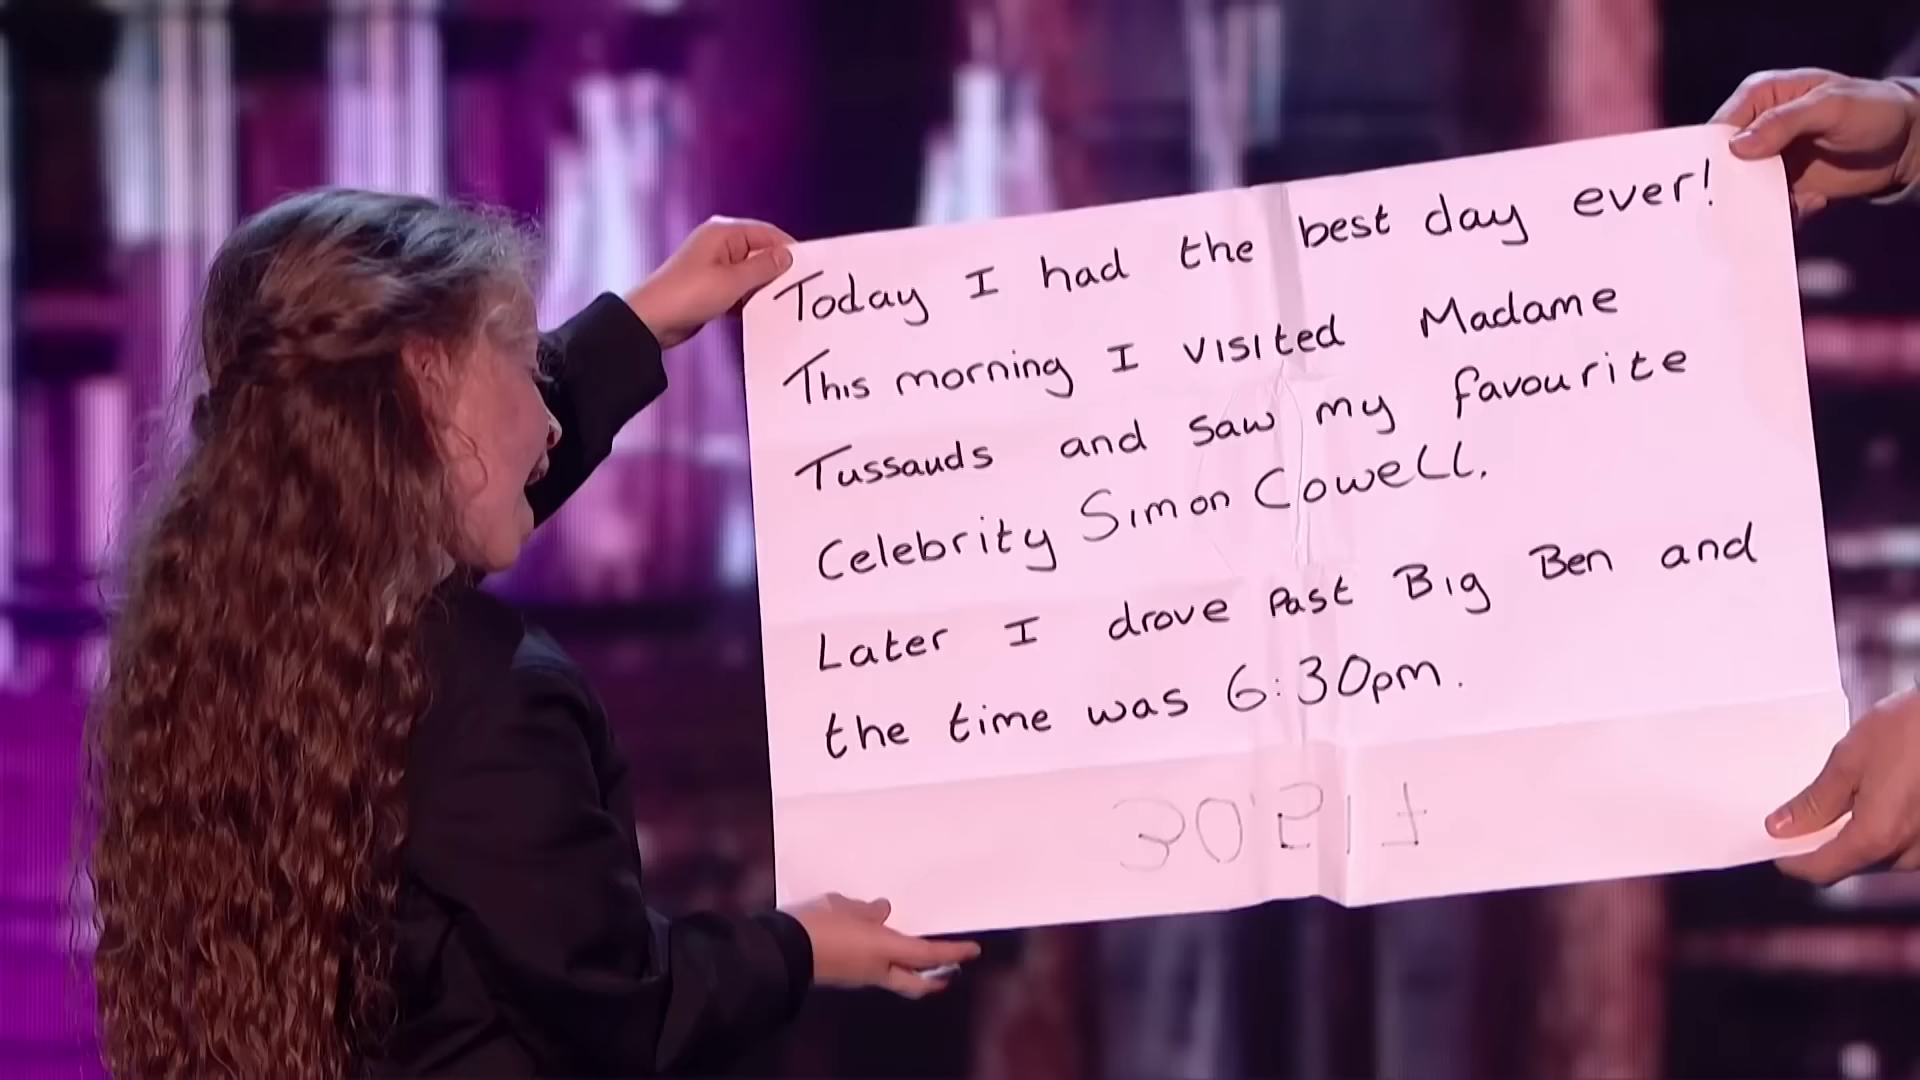 Today I had the best day ever!
This morning I visited Madame
Tussauds and saw my favourite
Celebrity Simon Cowell.
Later I drove past Big Ben and
the time was 6:30pm.